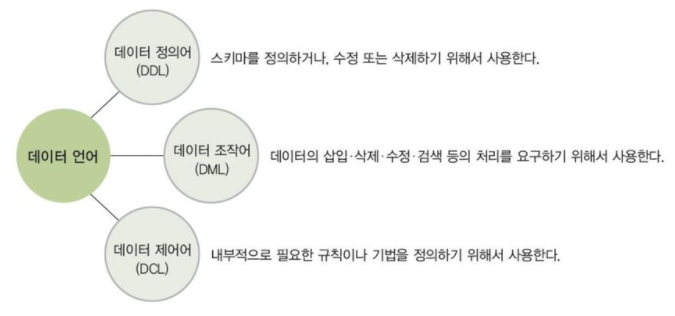 데이터 정의어
(DDL)
스키마를 정의하거나, 수정 또는 삭제하기 위해서 사용한다.
데이터 언어
데이터 조작어
(DML)
데이터의 삽입·삭제·수정·검색 등의 처리를 요구하기 위해서 사용한다.
데이터 제어어
(DCL)
내부적으로 필요한 규칙이나 기법을 정의하기 위해서 사용한다.